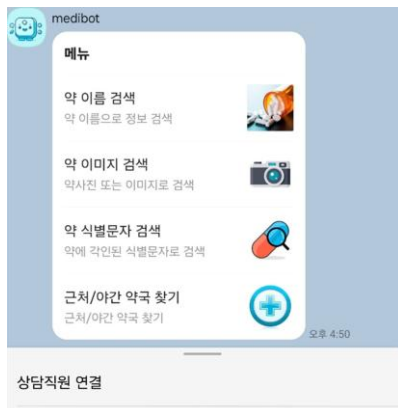 medibot
메뉴
약 이름 검색
약 이름으로 정보 검색
약 이미지 검색
약사진 또는 이미지로 검색
약 식별문자 검색
약에 각인된 식별문자로 검색
근처/야간 약국 찾기
근처/야간 약국 찾기
오후 4:50
상담직원 연결